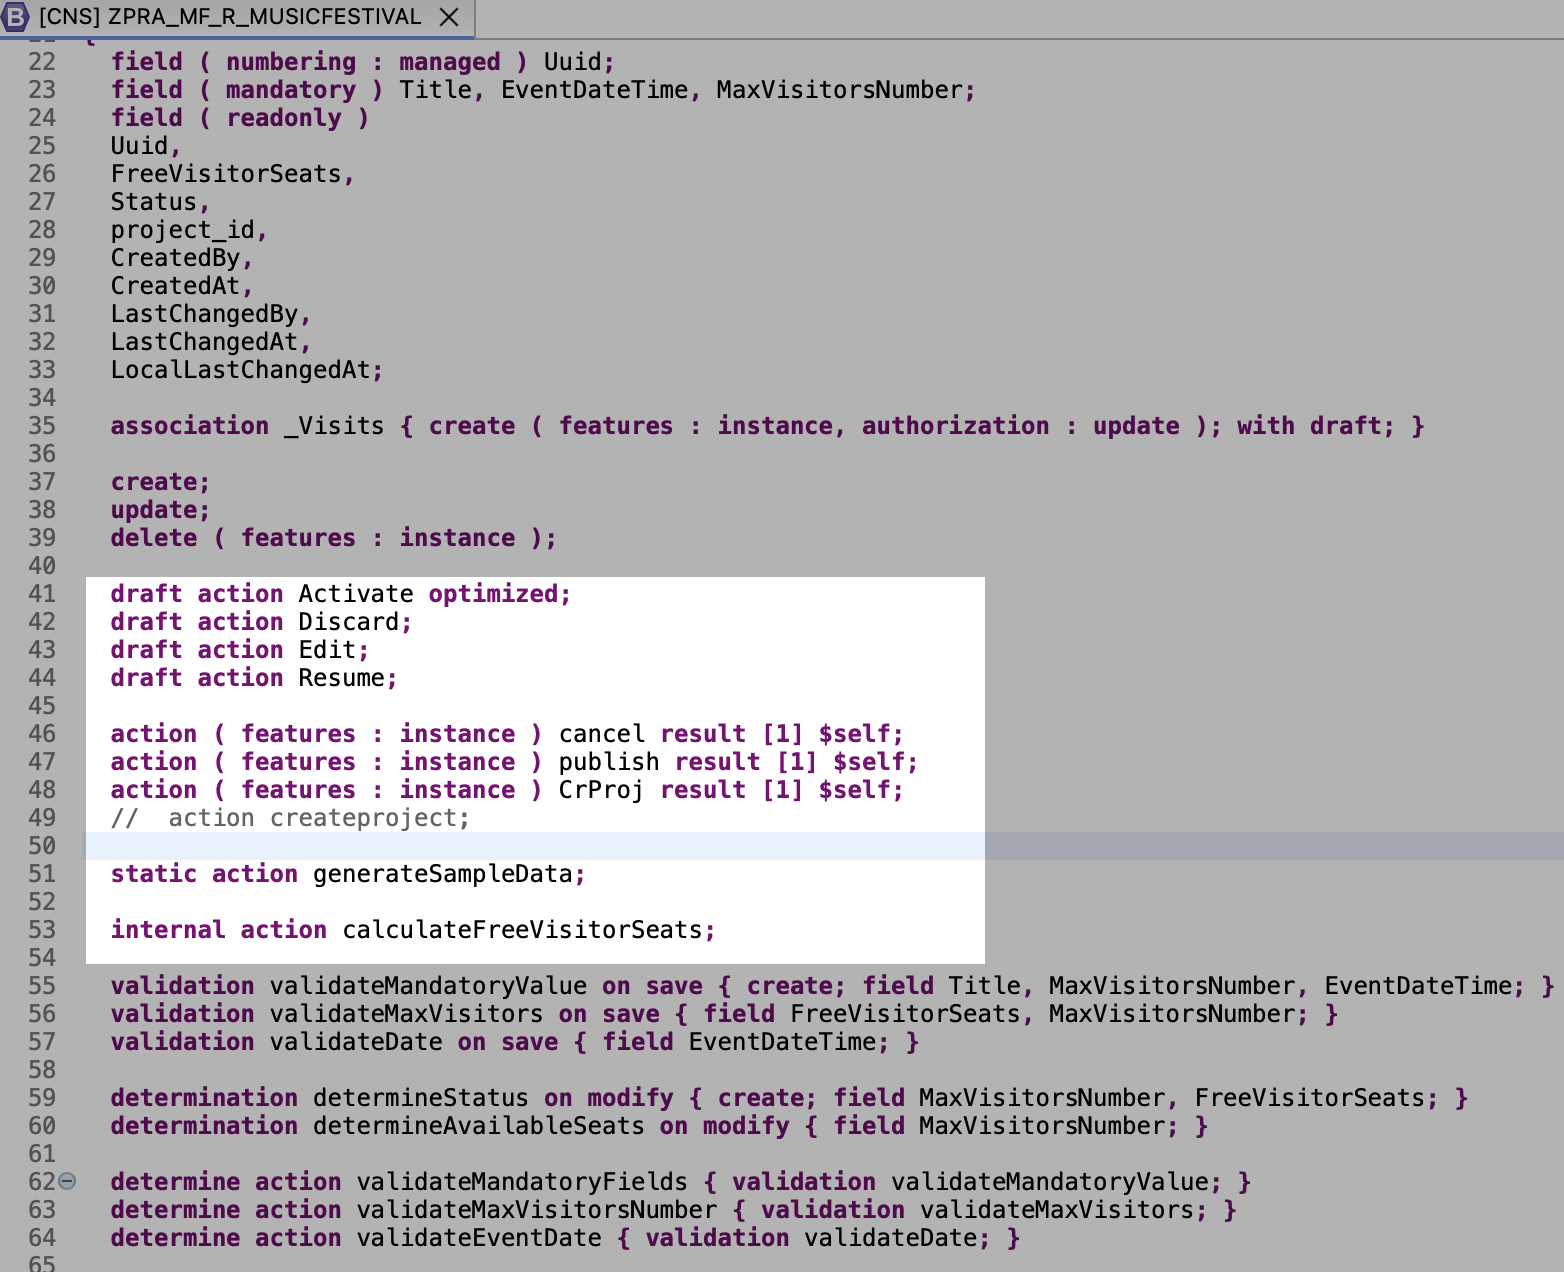 B [CNS] ZPRA_MF_R_MUSICFESTIVAL
{
22 field ( numbering : managed ) Uuid;
23 field ( mandatory ) Title, EventDateTime, MaxVisitorsNumber;
24 field ( readonly )
25 Uuid,
26 FreeVisitorSeats,
27 Status,
28 project_id,
29 CreatedBy,
30 CreatedAt,
31 LastChangedBy,
32 LastChangedAt,
33 LocalLastChangedAt;
34
35 association _Visits { create ( features : instance, authorization : update ); with draft; }
36
37 create;
38 update;
39 delete ( features : instance );
40
41 draft action Activate optimized;
42 draft action Discard;
43 draft action Edit;
44 draft action Resume;
45
46 action ( features : instance ) cancel result [1] $self;
47 action ( features : instance ) publish result [1] $self;
48 action ( features : instance ) CrProj result [1] $self;
49 //  action createproject;
50
51 static action generateSampleData;
52
53 internal action calculateFreeVisitorSeats;
54
55 validation validateMandatoryValue on save { create; field Title, MaxVisitorsNumber, EventDateTime; }
56 validation validateMaxVisitors on save { field FreeVisitorSeats, MaxVisitorsNumber; }
57 validation validateDate on save { field EventDateTime; }
58
59 determination determineStatus on modify { create; field MaxVisitorsNumber, FreeVisitorSeats; }
60 determination determineAvailableSeats on modify { field MaxVisitorsNumber; }
61
62 determine action validateMandatoryFields { validation validateMandatoryValue; }
63 determine action validateMaxVisitorsNumber { validation validateMaxVisitors; }
64 determine action validateEventDate { validation validateDate; }
65